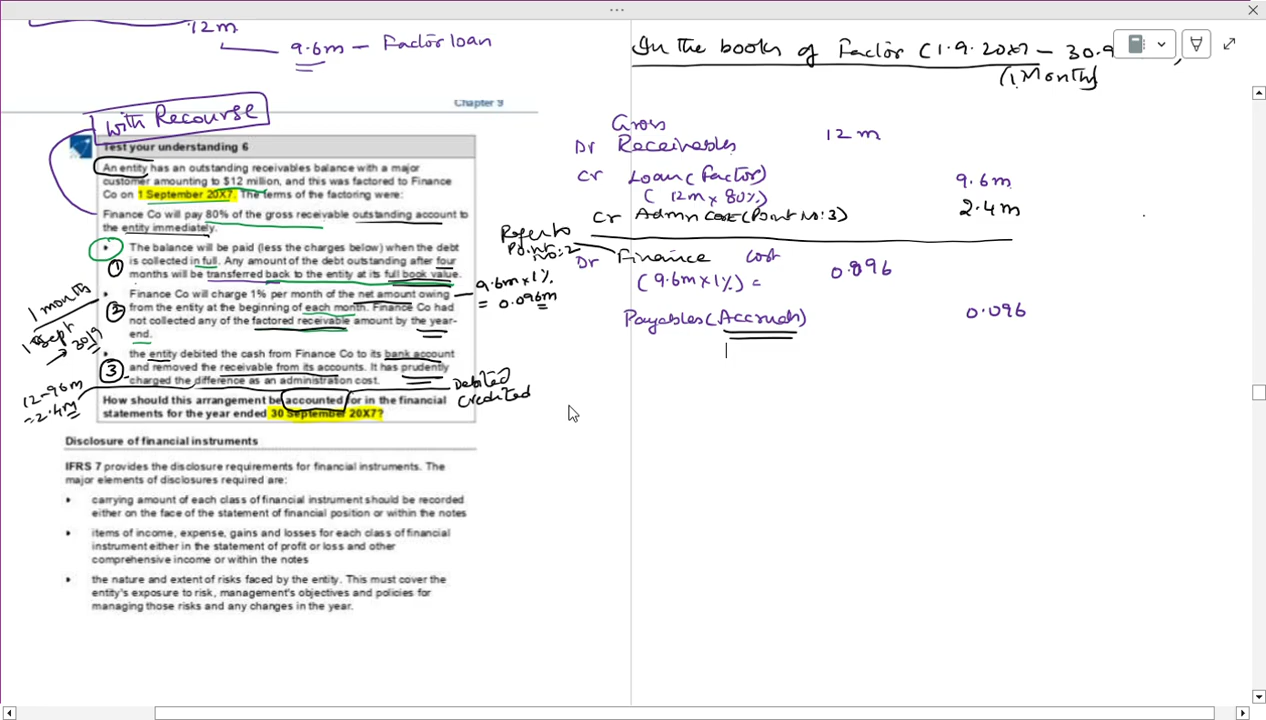 12m
9.6m - Factor loan
With Recourse
Chapter 9
Test your understanding 6
An entity has an outstanding receivables balance with a major
customer amounting to $12 million, and this was factored to Finance
Co on 1 September 20X7. The terms of the factoring were:
Finance Co will pay 80% of the gross receivable outstanding account to
the entity immediately.
• The balance will be paid (less the charges below) when the debt
is collected in full. Any amount of the debt outstanding after four
months will be transferred back to the entity at its full book value.
• Finance Co will charge 1% per month of the net amount owing
from the entity at the beginning of each month. Finance Co had
not collected any of the factored receivable amount by the year-
end.
• the entity debited the cash from Finance Co to its bank account
and removed the receivable from its accounts. It has prudently
charged the difference as an administration cost.
How should this arrangement be accounted for in the financial
statements for the year ended 30 September 20X7?
1
2
3
1 month
1 Sept
→ 30/9
12-96m
=2.4m
9.6m x 1%
= 0.096m
Debited
Credited
Disclosure of financial instruments
IFRS 7 provides the disclosure requirements for financial instruments. The
major elements of disclosures required are:
• carrying amount of each class of financial instrument should be recorded
either on the face of the statement of financial position or within the notes
• items of income, expense, gains and losses for each class of financial
instrument either in the statement of profit or loss and other
comprehensive income or within the notes
• the nature and extent of risks faced by the entity. This must cover the
entity's exposure to risk, management's objectives and policies for
managing those risks and any changes in the year.
In the books of Factor (1.9.20X7 - 30.9
(1 Month)
Gross
Dr Receivables 12m
Cr Loan (Factor) 9.6m
(12m x 80%)
Cr Admn Cost (Point No:3) 2.4m
Refer to
Point No:2
Dr Finance cost 0.096
(9.6m x 1%) =
Payables (Accruals) 0.096